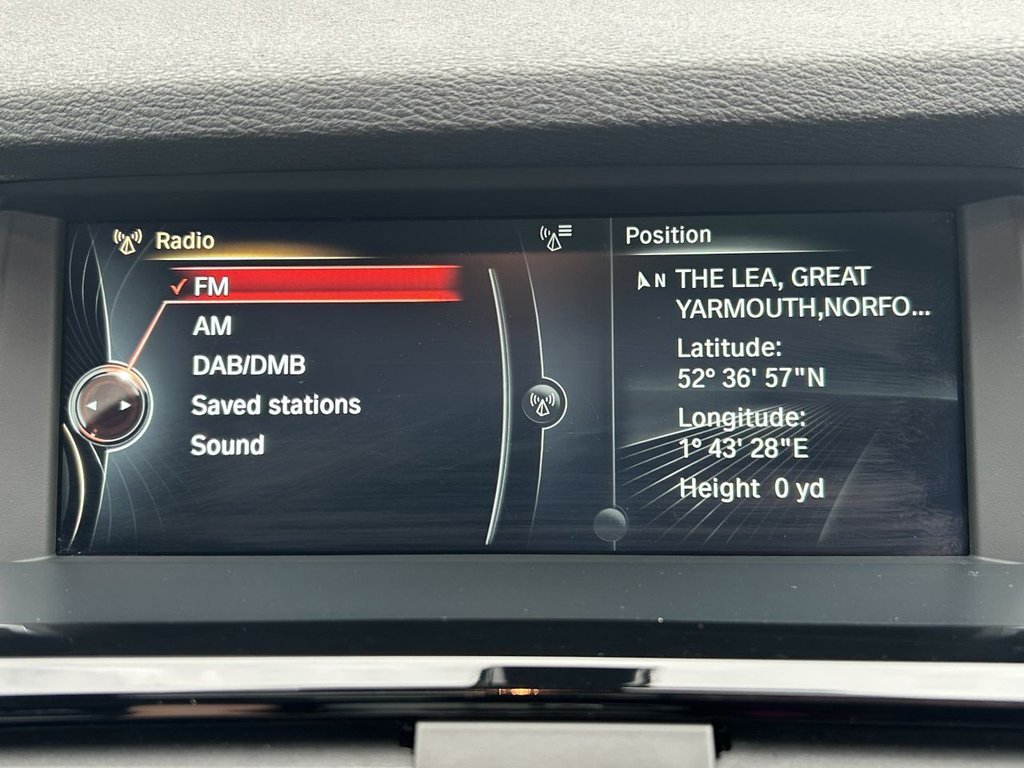 Radio
FM
AM
DAB/DMB
Saved stations
Sound
Position
N THE LEA, GREAT
YARMOUTH,NORFO...
Latitude:
52° 36' 57"N
Longitude:
1° 43' 28"E
Height 0 yd